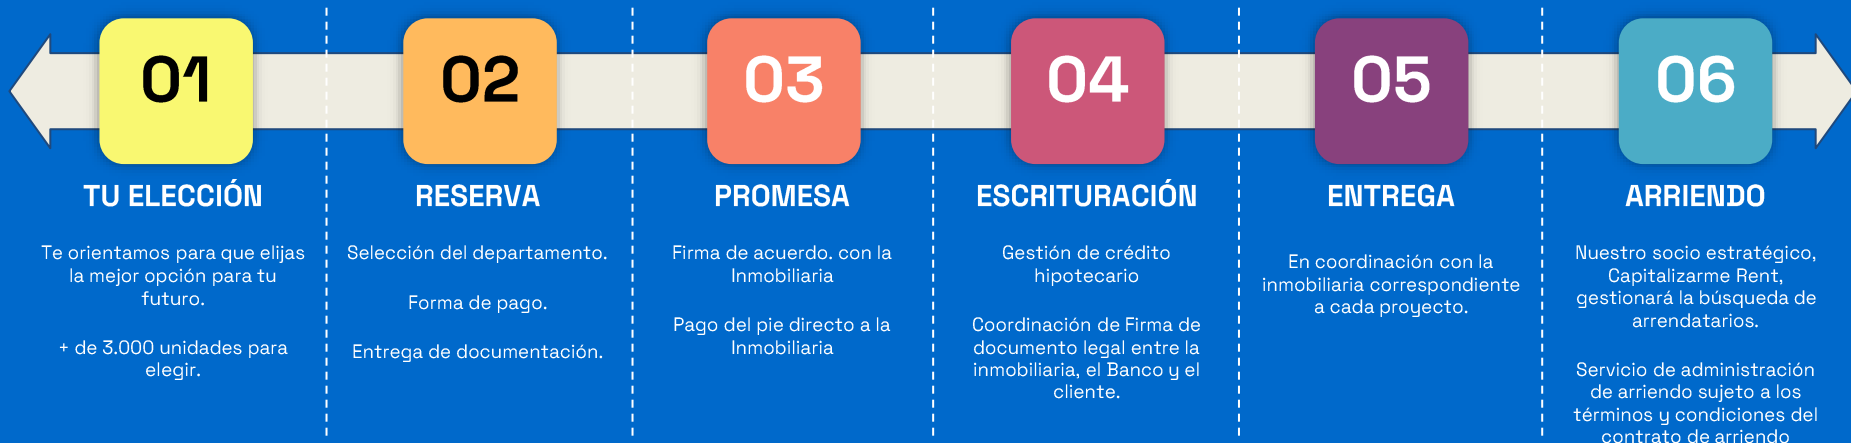 01
TU ELECCIÓN
Te orientamos para que elijas
la mejor opción para tu
futuro.
+ de 3.000 unidades para
elegir.
02
RESERVA
Selección del departamento.
Forma de pago.
Entrega de documentación.
03
PROMESA
Firma de acuerdo. con la
Inmobiliaria
Pago del pie directo a la
Inmobiliaria
04
ESCRITURACIÓN
Gestión de crédito
hipotecario
Coordinación de Firma de
documento legal entre la
inmobiliaria, el Banco y el
cliente.
05
ENTREGA
En coordinación con la
inmobiliaria correspondiente
a cada proyecto.
06
ARRIENDO
Nuestro socio estratégico,
Capitalizarme Rent,
gestionará la búsqueda de
arrendatarios.
Servicio de administración
de arriendo sujeto a los
términos y condiciones del
contrato de arriendo